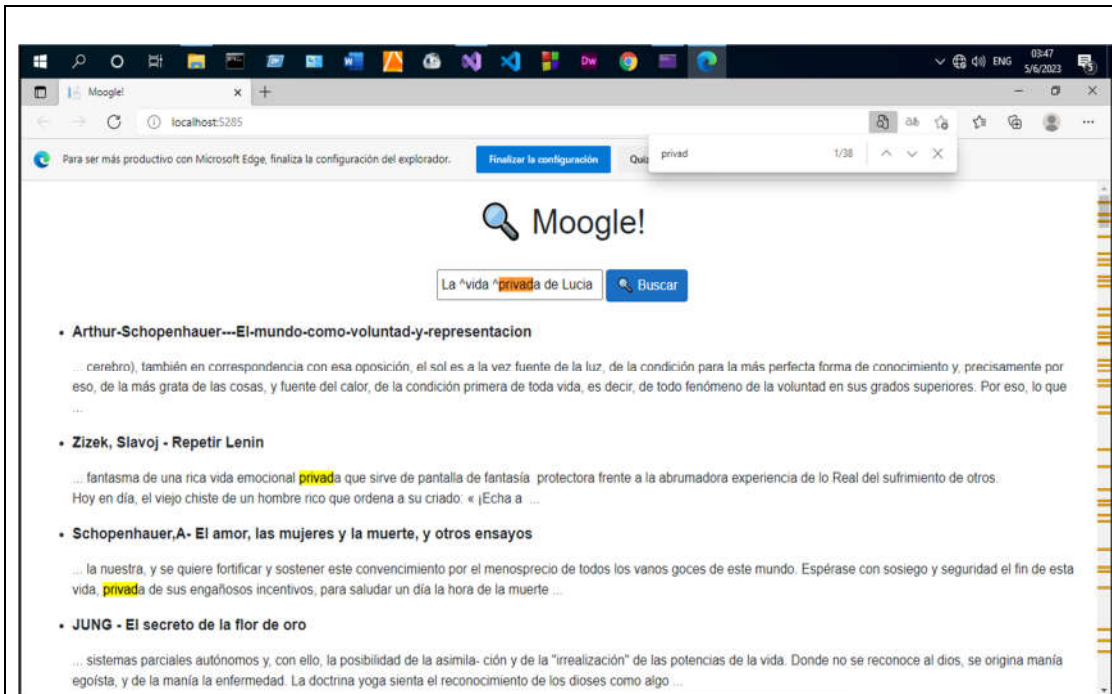 ENG
03:47
5/6/2023
5
Moogle!
localhost:5285
Para ser más productivo con Microsoft Edge, finaliza la configuración del explorador.
Finalizar la configuración
Quiz
privad
1/38
Moogle!
La ^vida ^privada de Lucia
Buscar
Arthur-Schopenhauer---El-mundo-como-voluntad-y-representacion
... cerebro), también en correspondencia con esa oposición, el sol es a la vez fuente de la luz, de la condición para la más perfecta forma de conocimiento y, precisamente por
eso, de la más grata de las cosas, y fuente del calor, de la condición primera de toda vida, es decir, de todo fenómeno de la voluntad en sus grados superiores. Por eso, lo que
...
Zizek, Slavoj - Repetir Lenin
... fantasma de una rica vida emocional privada que sirve de pantalla de fantasía protectora frente a la abrumadora experiencia de lo Real del sufrimiento de otros.
Hoy en día, el viejo chiste de un hombre rico que ordena a su criado: « ¡Echa a ...
Schopenhauer,A- El amor, las mujeres y la muerte, y otros ensayos
... la nuestra, y se quiere fortificar y sostener este convencimiento por el menosprecio de todos los vanos goces de este mundo. Espérase con sosiego y seguridad el fin de esta
vida, privada de sus engañosos incentivos, para saludar un día la hora de la muerte ...
JUNG - El secreto de la flor de oro
... sistemas parciales autónomos y, con ello, la posibilidad de la asimila- ción y de la "irrealización" de las potencias de la vida. Donde no se reconoce al dios, se origina manía
egoísta, y de la manía la enfermedad. La doctrina yoga sienta el reconocimiento de los dioses como algo ...